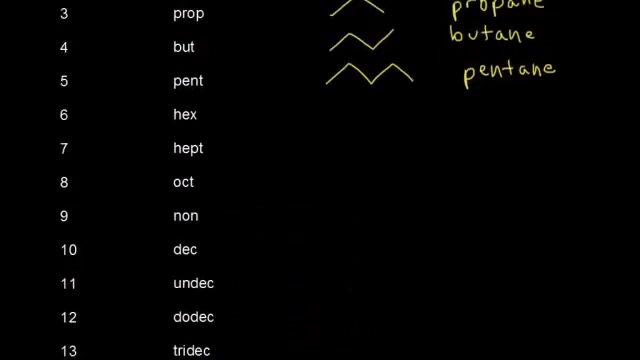 3 prop propane
4 but butane
5 pent pentane
6 hex
7 hept
8 oct
9 non
10 dec
11 undec
12 dodec
13 tridec